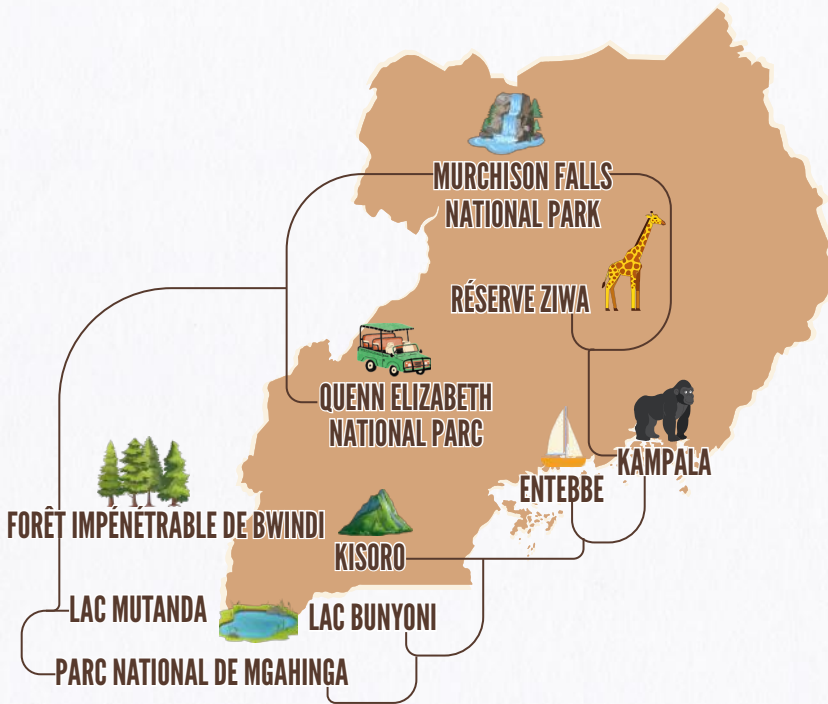 MURCHISON FALLS
NATIONAL PARK
RÉSERVE ZIWA
QUENN ELIZABETH
NATIONAL PARC
KAMPALA
ENTEBBE
FORÊT IMPÉNÉTRABLE DE BWINDI
KISORO
LAC MUTANDA
LAC BUNYONI
PARC NATIONAL DE MGAHINGA